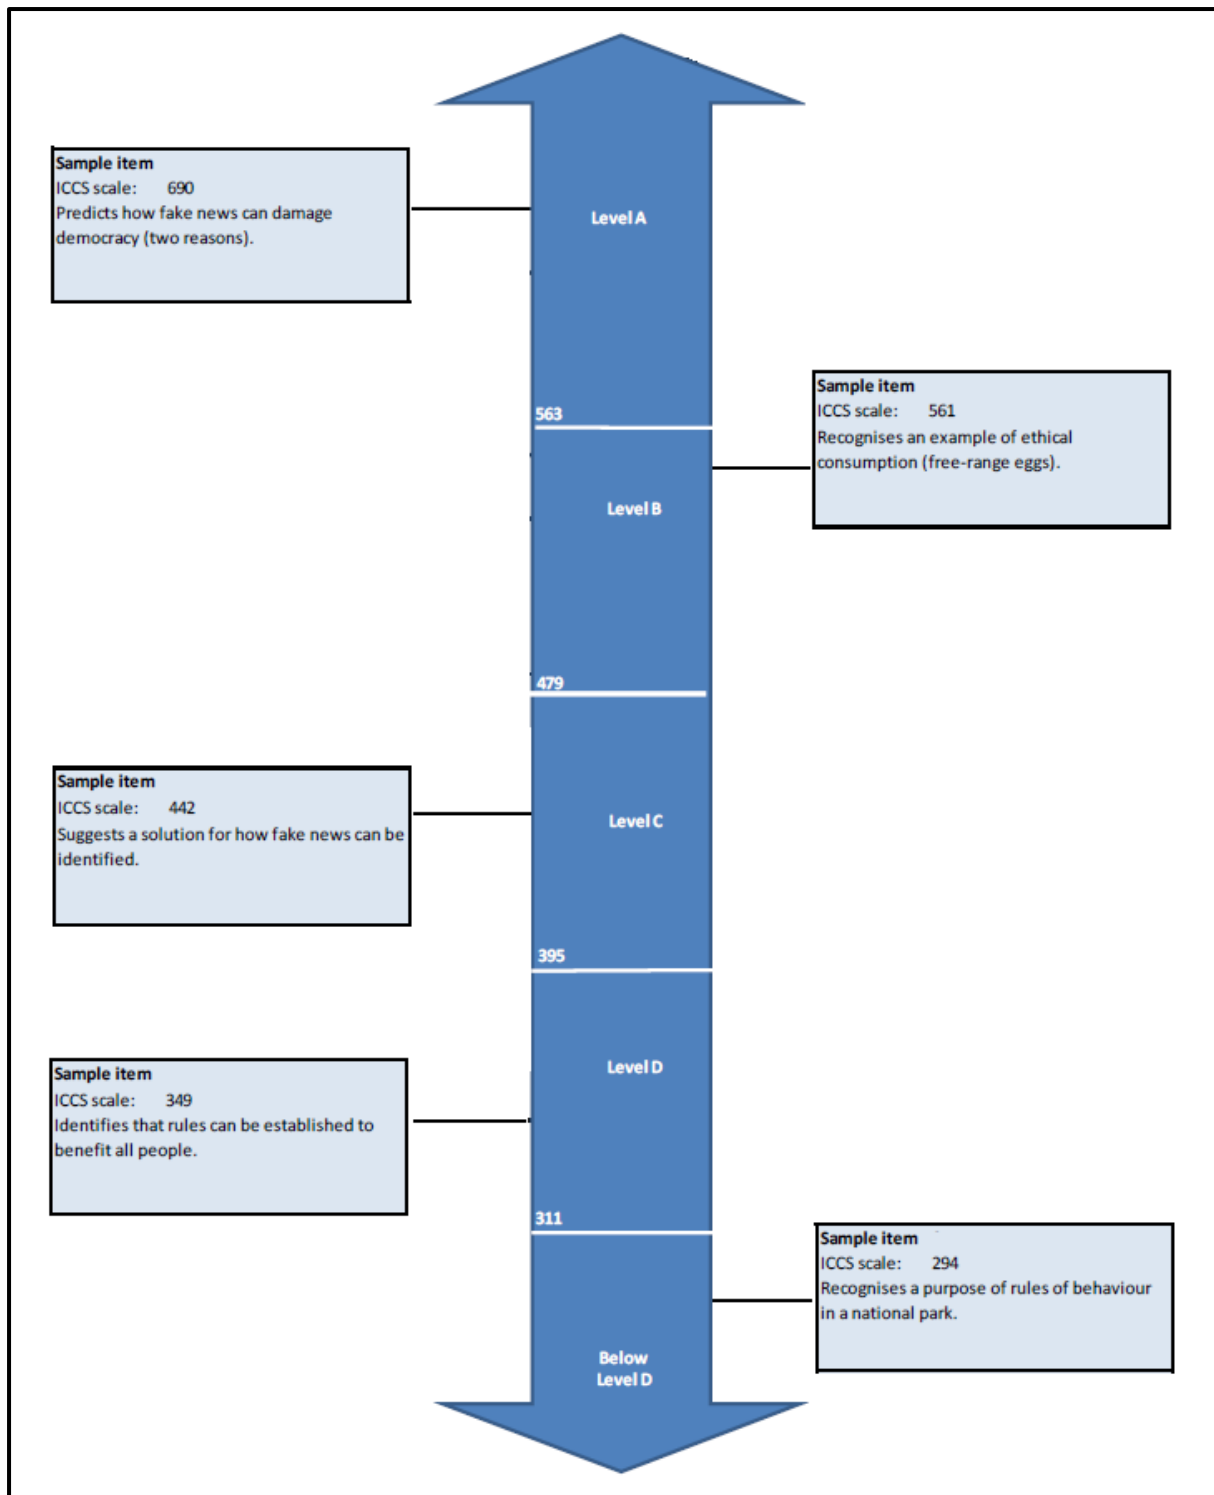 Sample item
ICCS scale: 690
Predicts how fake news can damage
democracy (two reasons).
Level A
Sample item
ICCS scale: 561
Recognises an example of ethical
consumption (free-range eggs).
563
Level B
479
Sample item
ICCS scale: 442
Suggests a solution for how fake news can be
identified.
Level C
395
Sample item
ICCS scale: 349
Identifies that rules can be established to
benefit all people.
Level D
311
Sample item
ICCS scale: 294
Recognises a purpose of rules of behaviour
in a national park.
Below
Level D